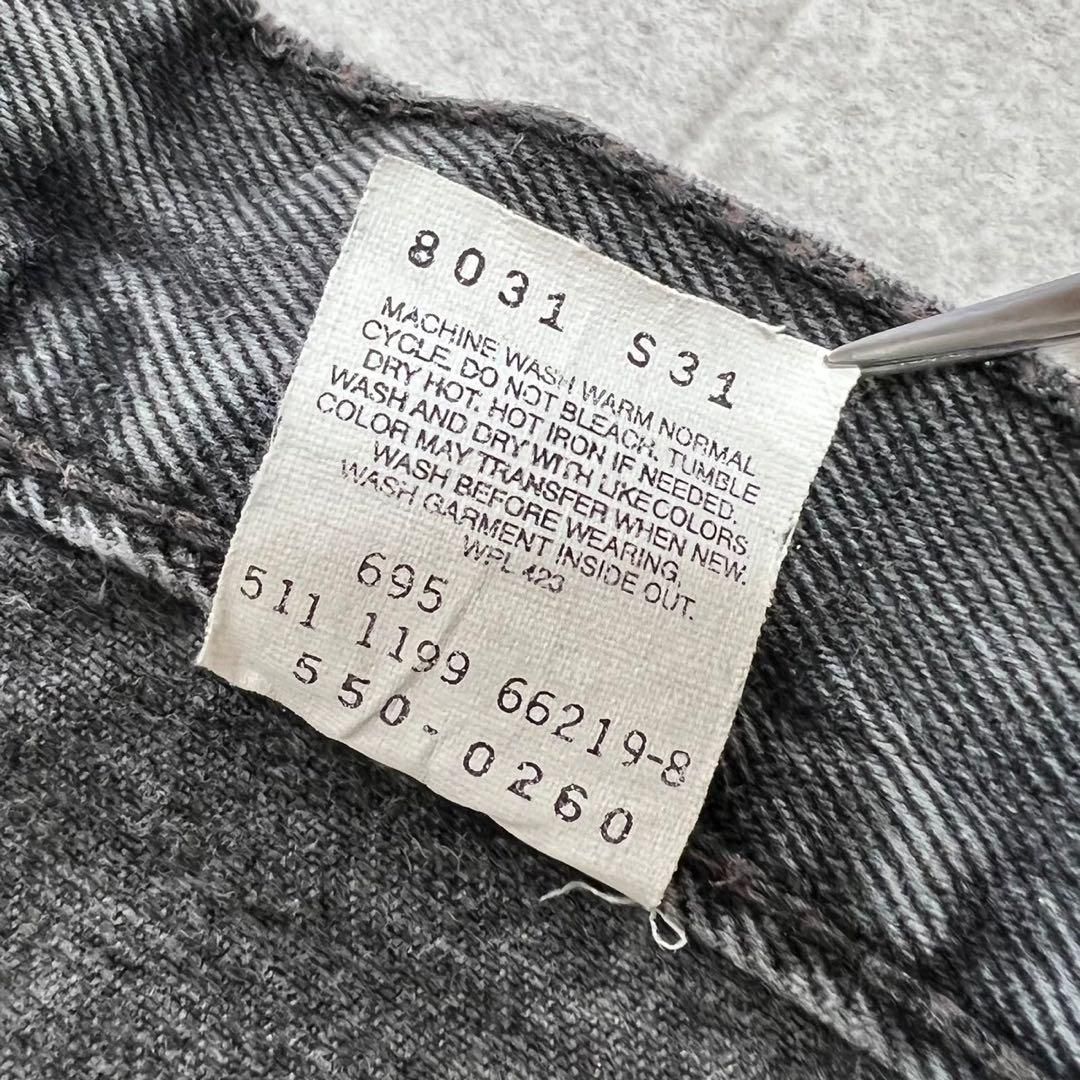 8031 S31
MACHINE WASH WARM NORMAL
CYCLE. DO NOT BLEACH. TUMBLE
DRY HOT. HOT IRON IF NEEDED.
WASH AND DRY WITH LIKE COLORS
COLOR MAY TRANSFER WHEN NEW.
WASH BEFORE WEARING.
WASH GARMENT INSIDE OUT.
WPL 423
695
511 1199 66219-8
550-0260